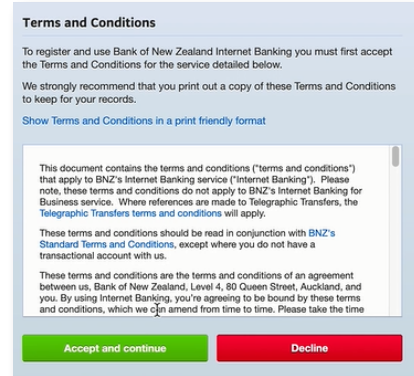 Terms and Conditions
To register and use Bank of New Zealand Internet Banking you must first accept
the Terms and Conditions for the service detailed below.
We strongly recommend that you print out a copy of these Terms and Conditions
to keep for your records.
Show Terms and Conditions in a print friendly format
This document contains the terms and conditions ("terms and conditions")
that apply to BNZ's Internet Banking service ("Internet Banking").  Please
note, these terms and conditions do not apply to BNZ's Internet Banking for
Business service.  Where references are made to Telegraphic Transfers, the
Telegraphic Transfers terms and conditions will apply.
These terms and conditions should be read in conjunction with BNZ's
Standard Terms and Conditions, except where you do not have a
transactional account with us.
These terms and conditions are the terms and conditions of an agreement
between us, Bank of New Zealand, Level 4, 80 Queen Street, Auckland, and
you. By using Internet Banking, you're agreeing to be bound by these terms
and conditions, which we can amend from time to time. Please take the time
Accept and continue
Decline